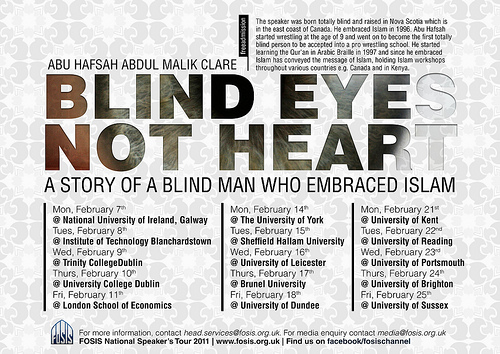 freeadmission
The speaker was born totally blind and raised in Nova Scotia which is
in the east coast of Canada. He embraced Islam in 1996. Abu Hafsah
started wrestling at the age of 9 and went on to become the first totally
blind person to be accepted into a pro wrestling school. He started
learning the Qur'an in Arabic Braille in 1997 and since he embraced
Islam has conveyed the message of Islam, holding Islam workshops
throughout various countries e.g. Canada and in Kenya.
ABU HAFSAH ABDUL MALIK CLARE
BLIND EYES
NOT HEART
A STORY OF A BLIND MAN WHO EMBRACED ISLAM
Mon, February 7th
@ National University of Ireland, Galway
Tues, February 8th
@ Institute of Technology Blanchardstown
Wed, February 9th
@ Trinity CollegeDublin
Thurs, February 10th
@ University College Dublin
Fri, February 11th
@ London School of Economics
Mon, February 14th
@ The University of York
Tues, February 15th
@ Sheffield Hallam University
Wed, February 16th
@ University of Leicester
Thurs, February 17th
@ Brunel University
Fri, February 18th
@ University of Dundee
Mon, February 21st
@ University of Kent
Tues, February 22nd
@ University of Reading
Wed, February 23rd
@ University of Portsmouth
Thurs, February 24th
@ University of Brighton
Fri, February 25th
@ University of Sussex
FOSIS
For more information, contact head.services@fosis.org.uk. For media enquiry contact media@fosis.org.uk
FOSIS National Speaker's Tour 2011 | www.fosis.org.uk | Find us on facebook/fosischannel